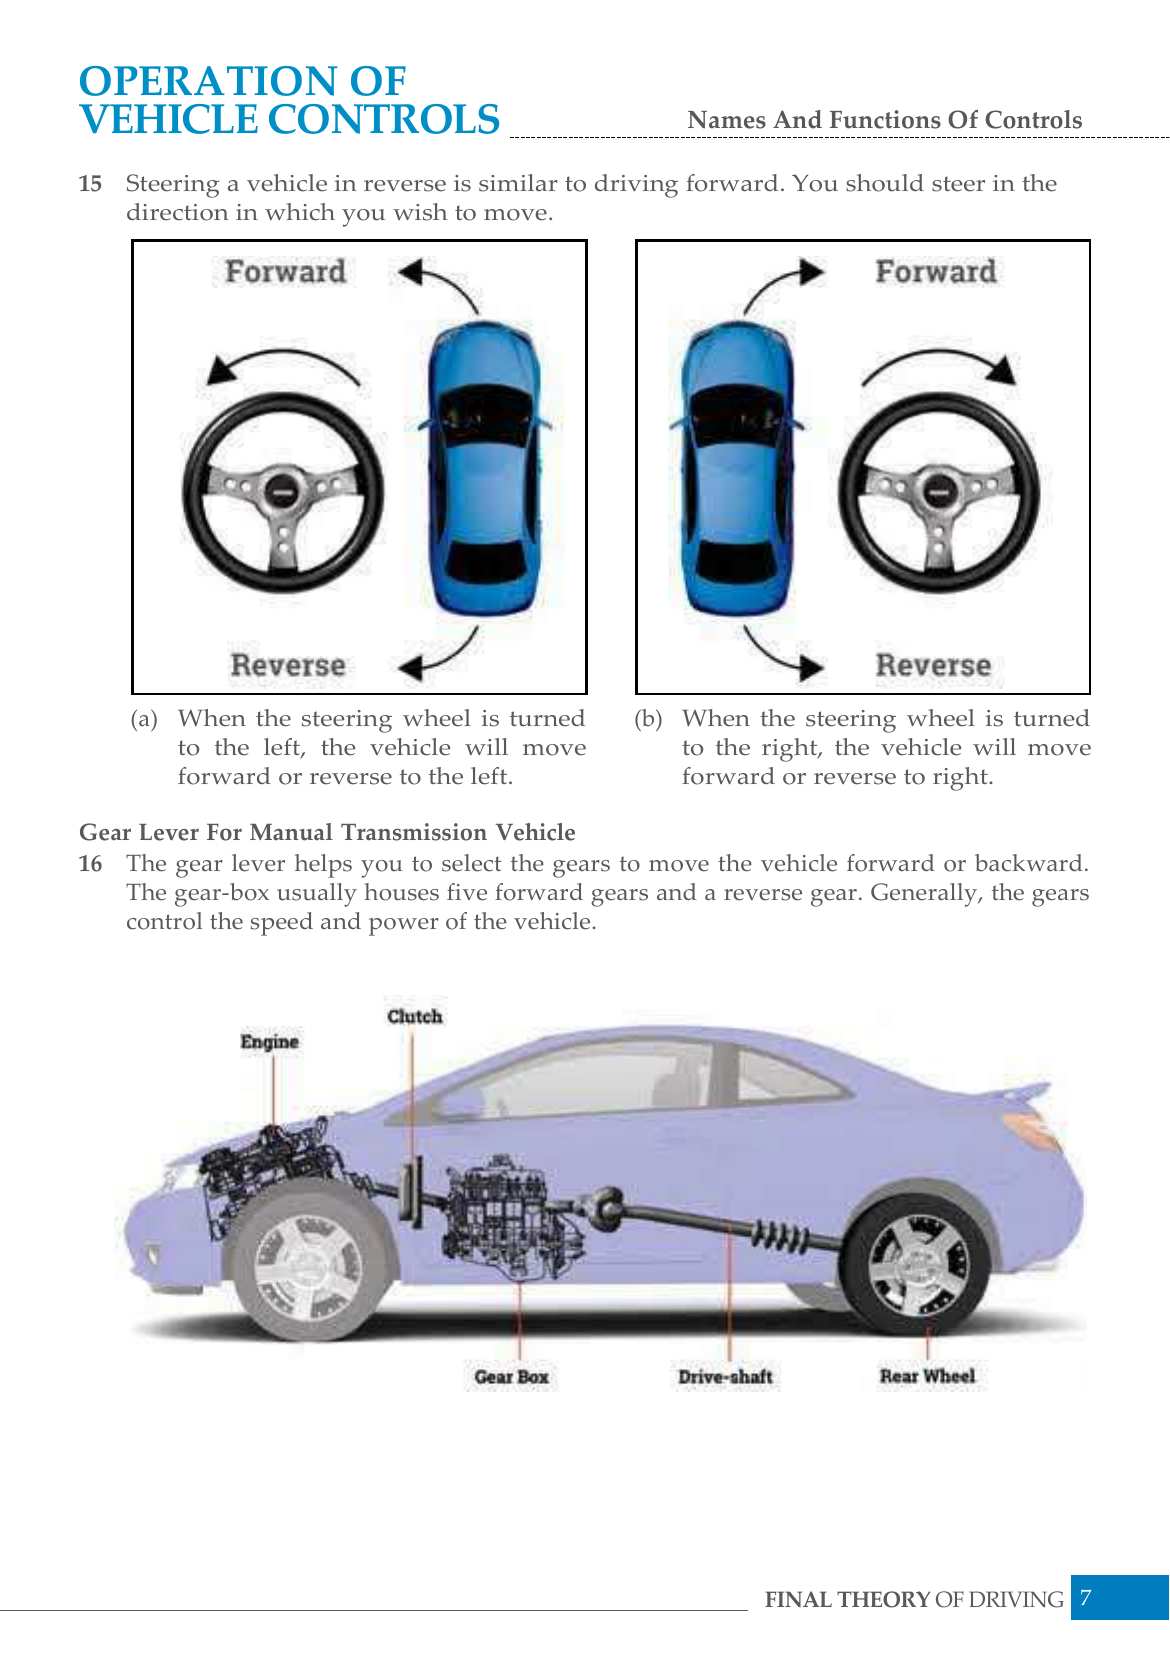 OPERATION OF
VEHICLE CONTROLS
Names And Functions Of Controls
15 Steering a vehicle in reverse is similar to driving forward. You should steer in the
direction in which you wish to move.
Forward
Reverse
Forward
Reverse
(a) When the steering wheel is turned
to the left, the vehicle will move
forward or reverse to the left.
(b) When the steering wheel is turned
to the right, the vehicle will move
forward or reverse to right.
Gear Lever For Manual Transmission Vehicle
16 The gear lever helps you to select the gears to move the vehicle forward or backward.
The gear-box usually houses five forward gears and a reverse gear. Generally, the gears
control the speed and power of the vehicle.
Clutch
Engine
Gear Box
Drive-shaft
Rear Wheel
FINAL THEORY OF DRIVING 7